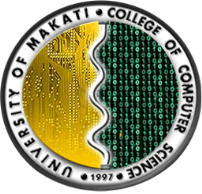 UNIVERSITY OF MAKATI • COLLEGE OF COMPUTER SCIENCE •
1997